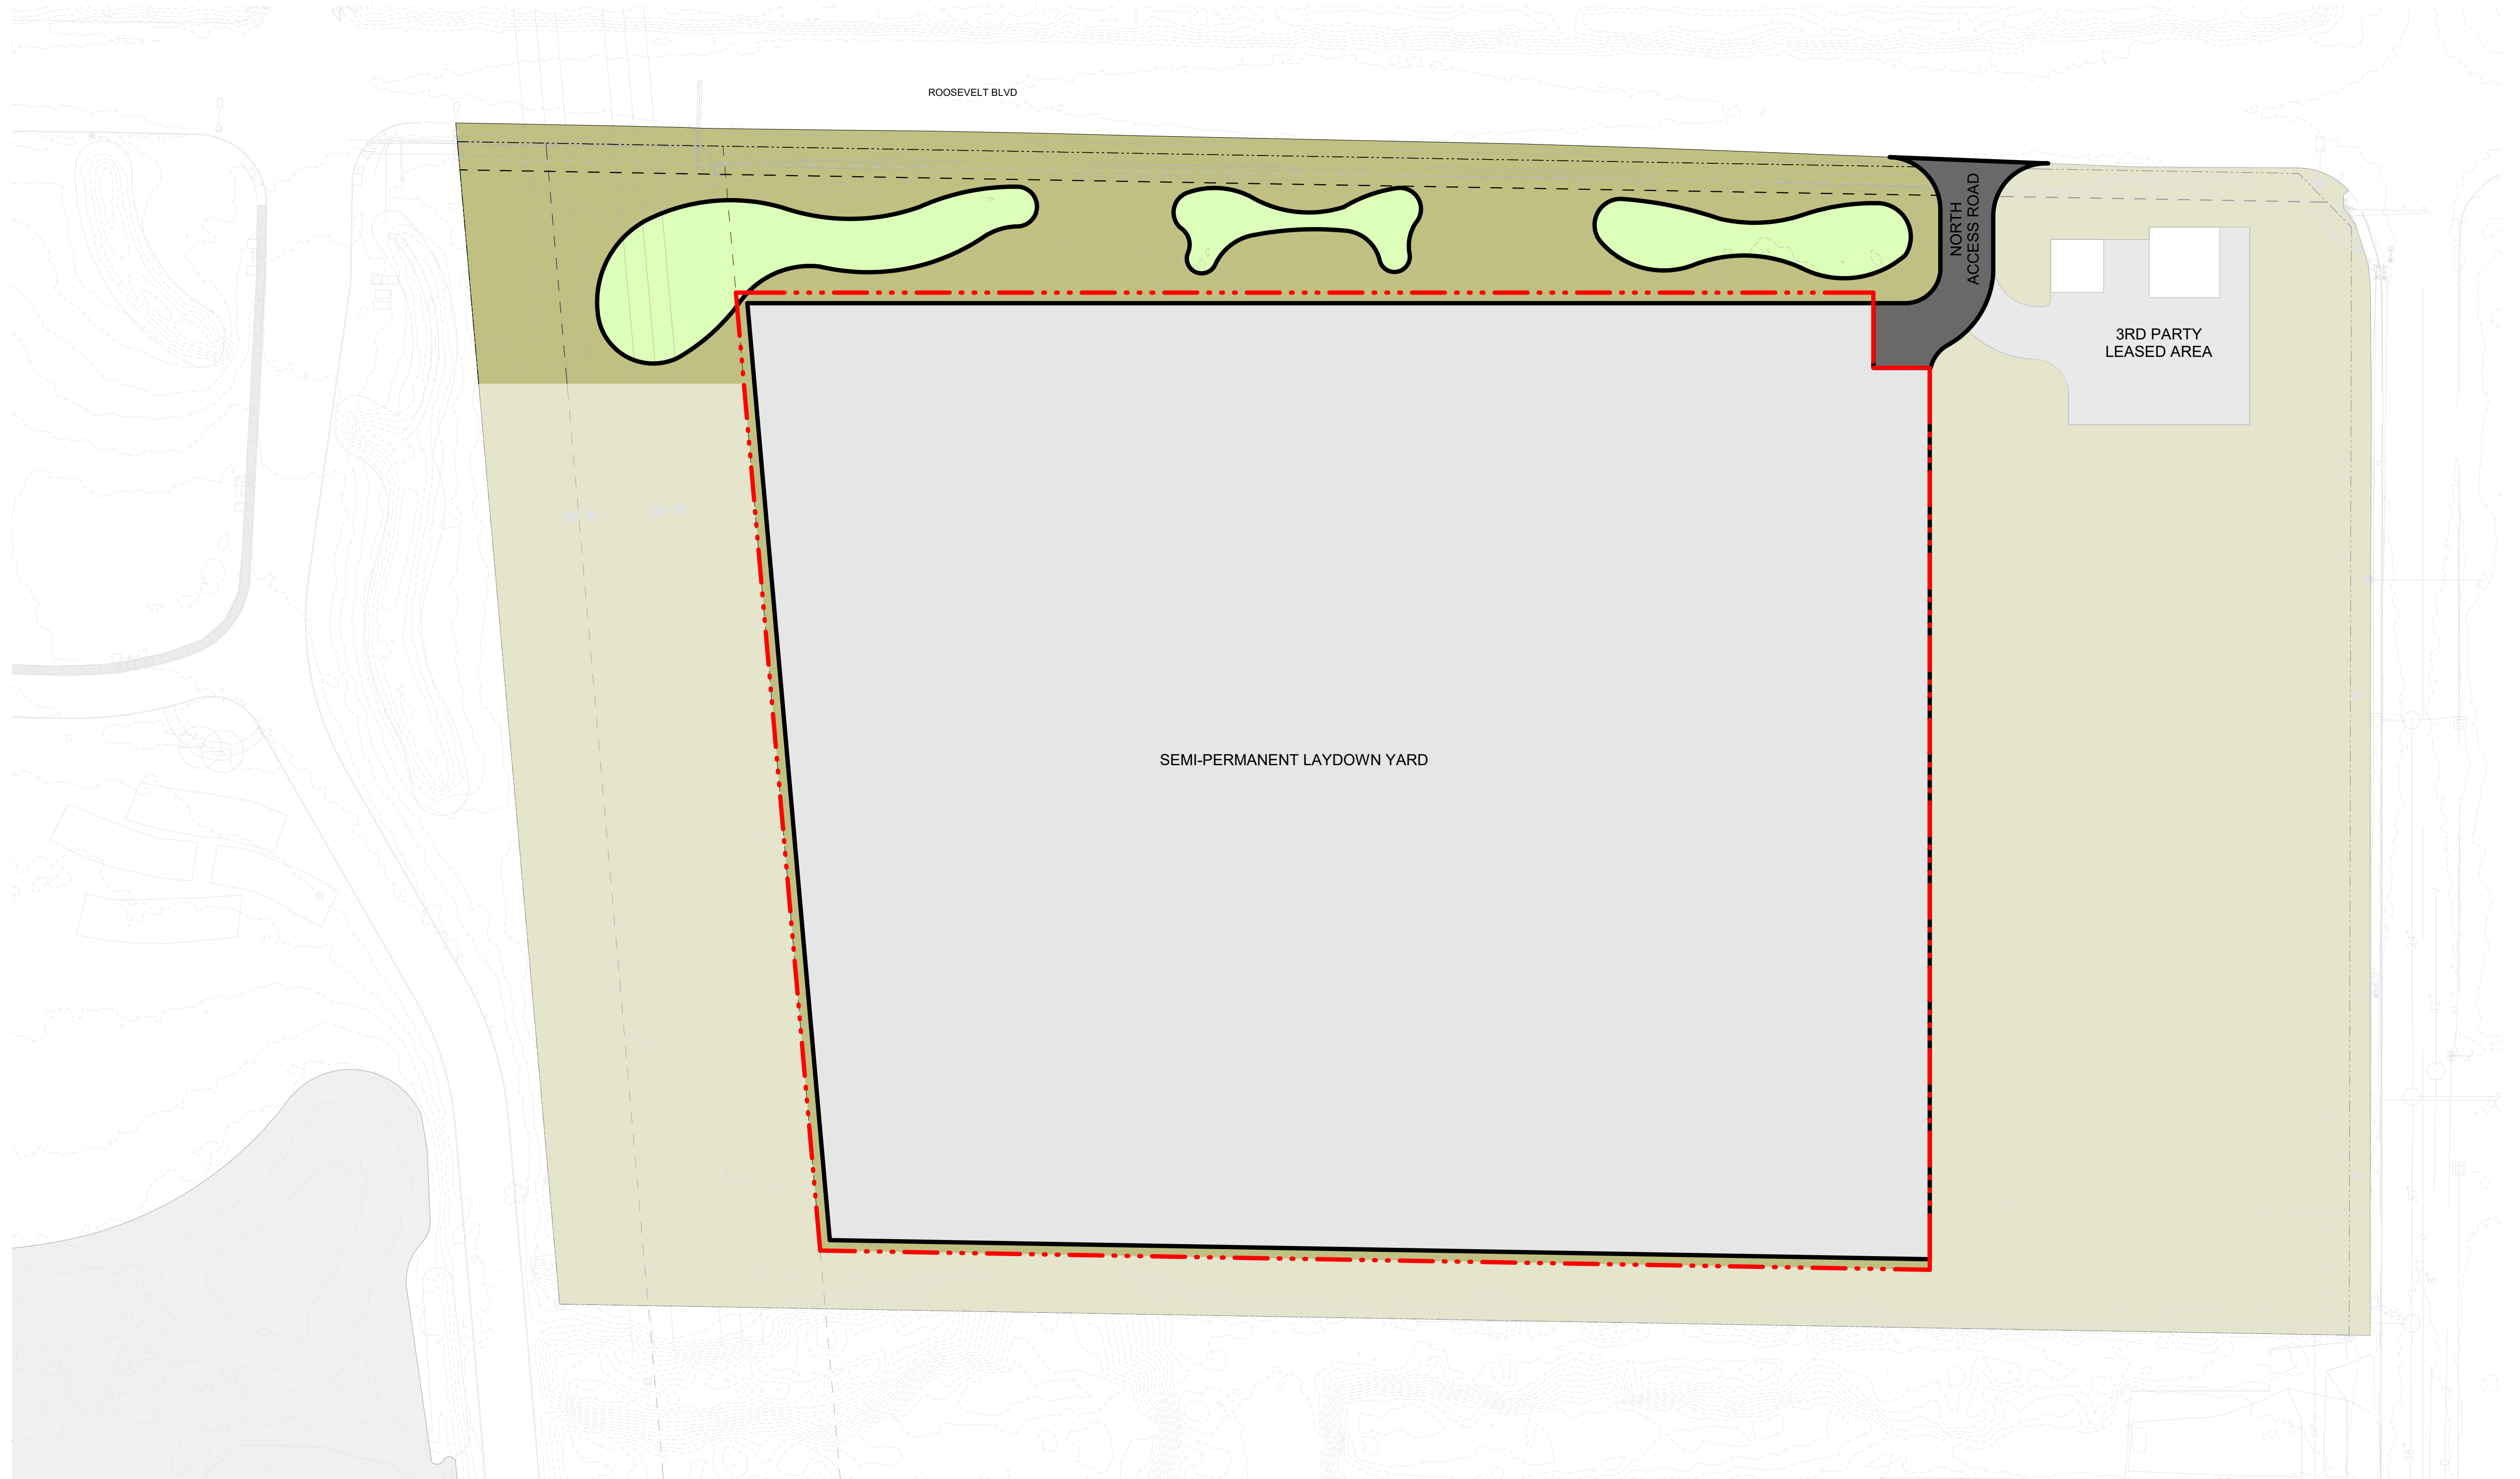 ROOSEVELT BLVD
NORTH
ACCESS ROAD
3RD PARTY
LEASED AREA
SEMI-PERMANENT LAYDOWN YARD